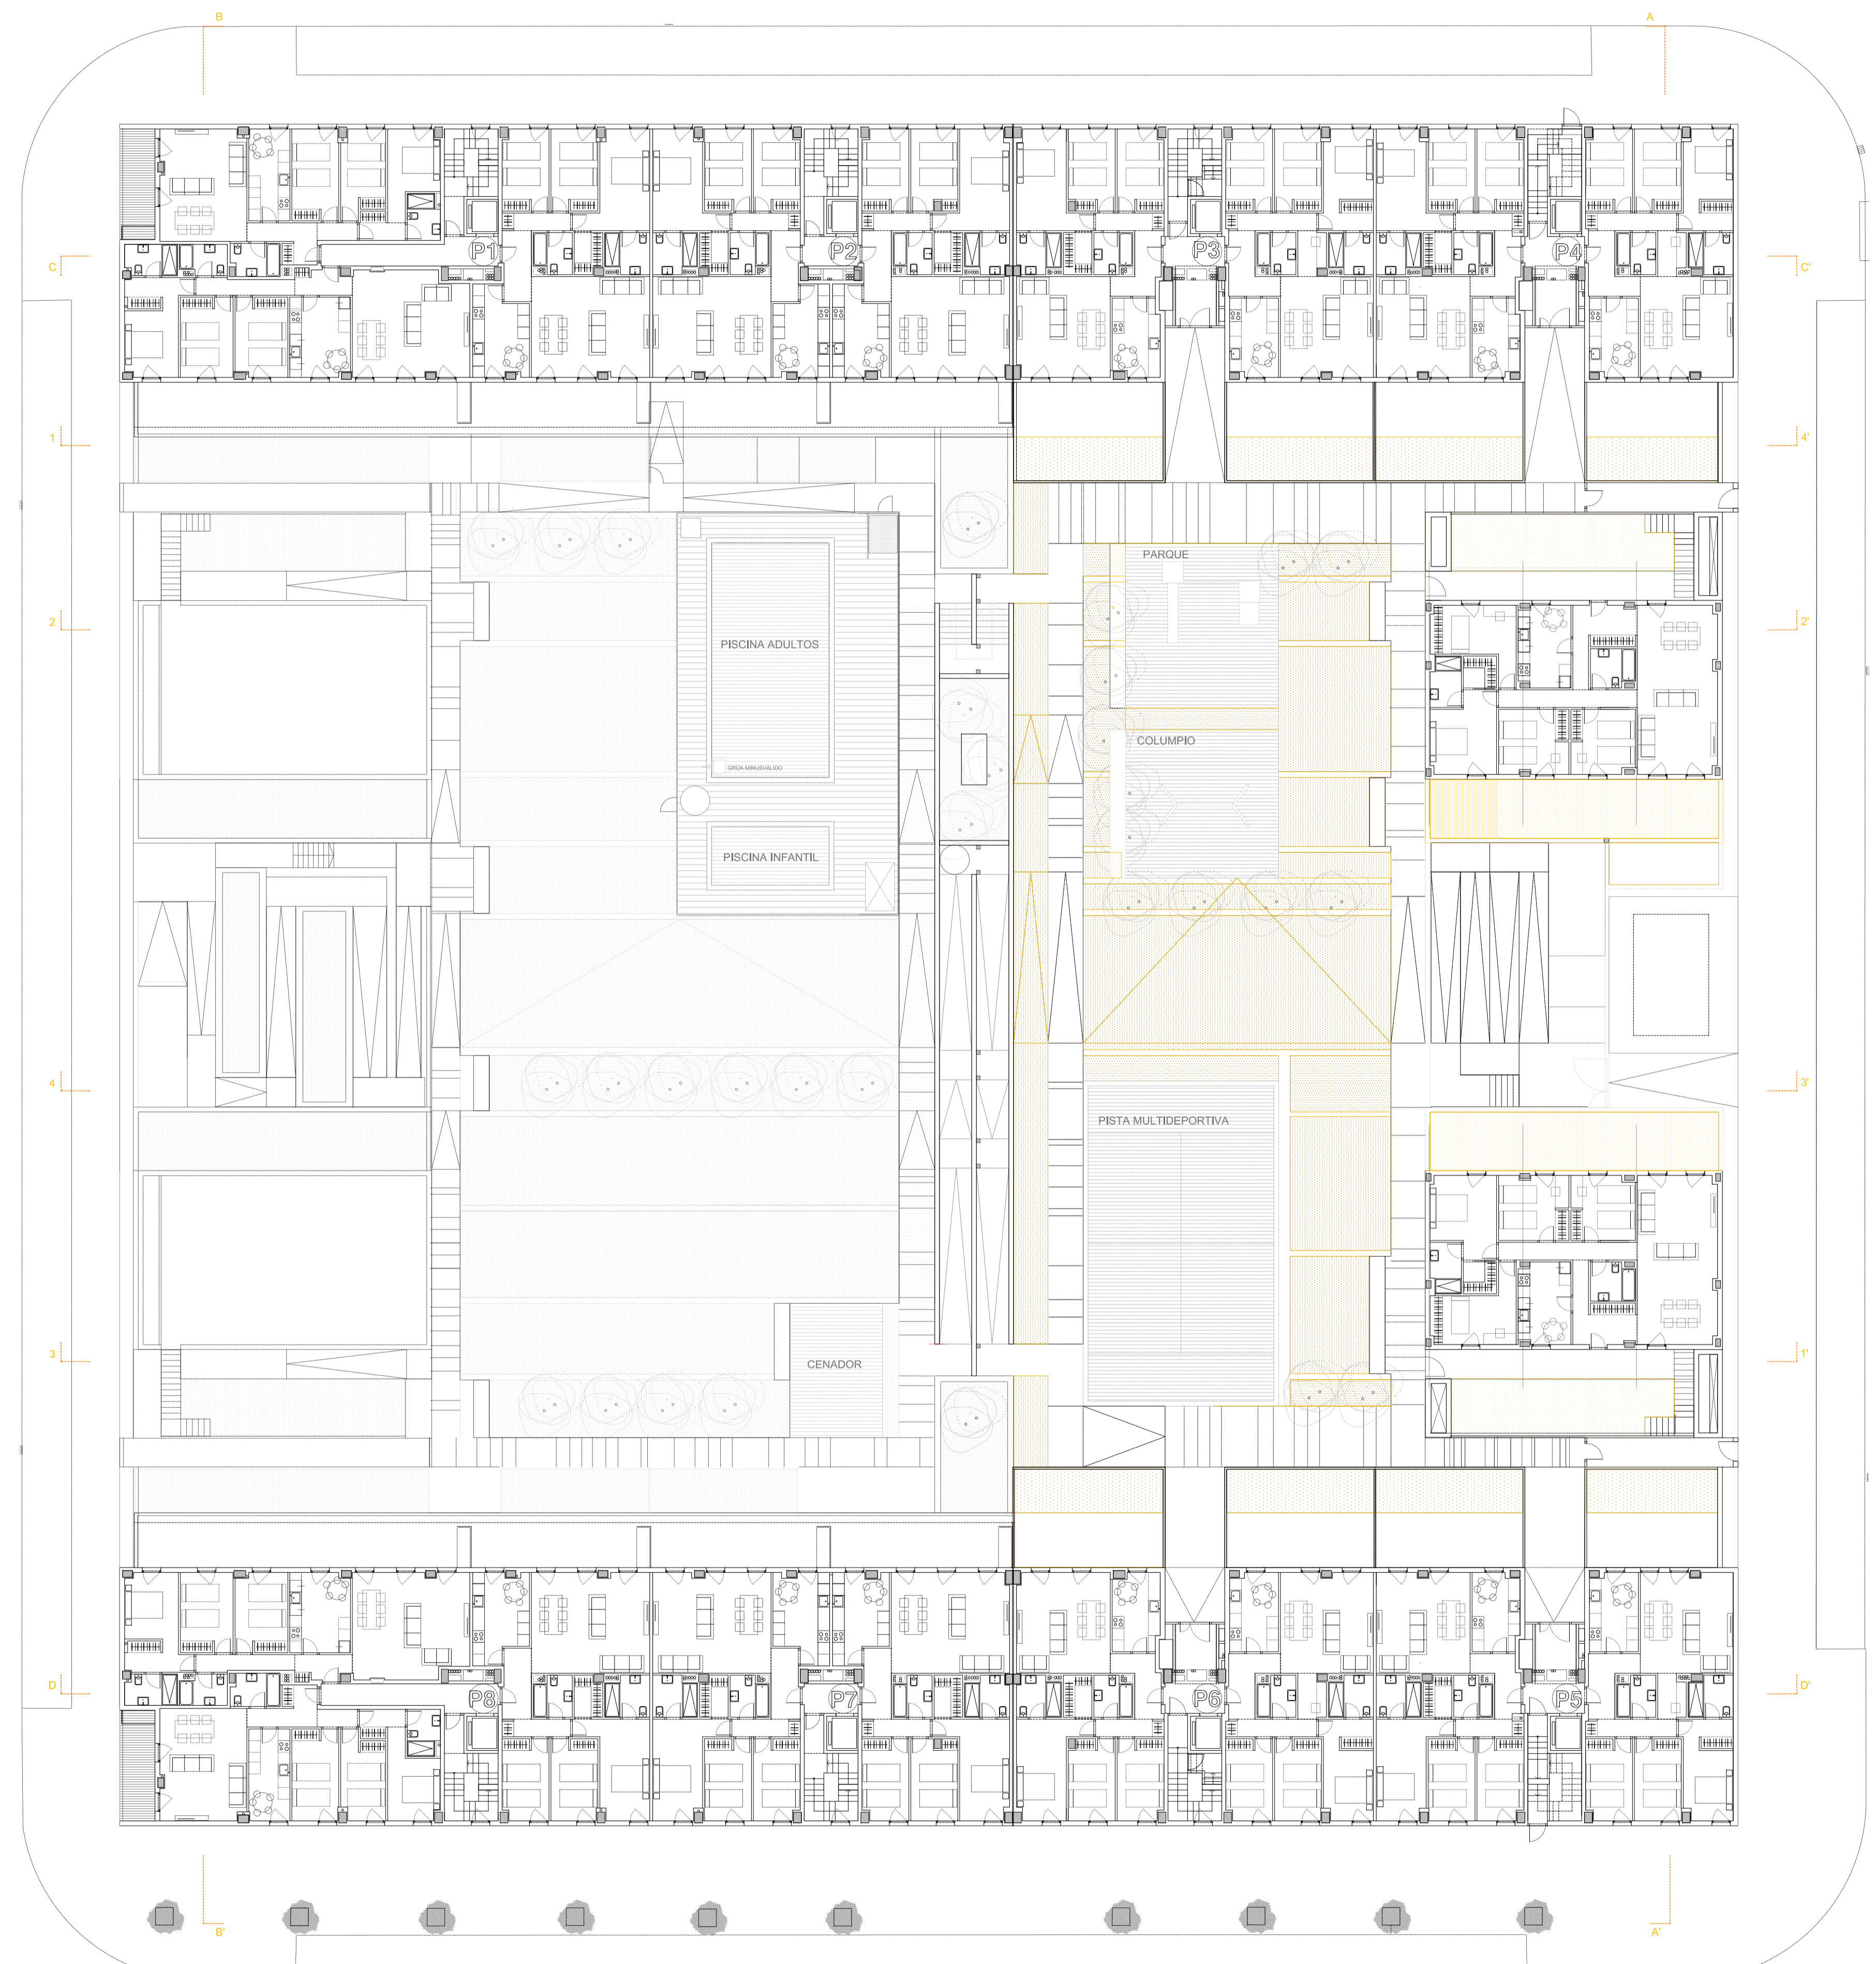 B
A
P1
P2
P3
P4
C
C'
1
4'
PARQUE
2
2'
PISCINA ADULTOS
COLUMPIO
GRÚA MINUSVÁLIDO
PISCINA INFANTIL
4
3'
PISTA MULTIDEPORTIVA
3
1'
CENADOR
D
D'
P8
P7
P6
P5
B'
A'